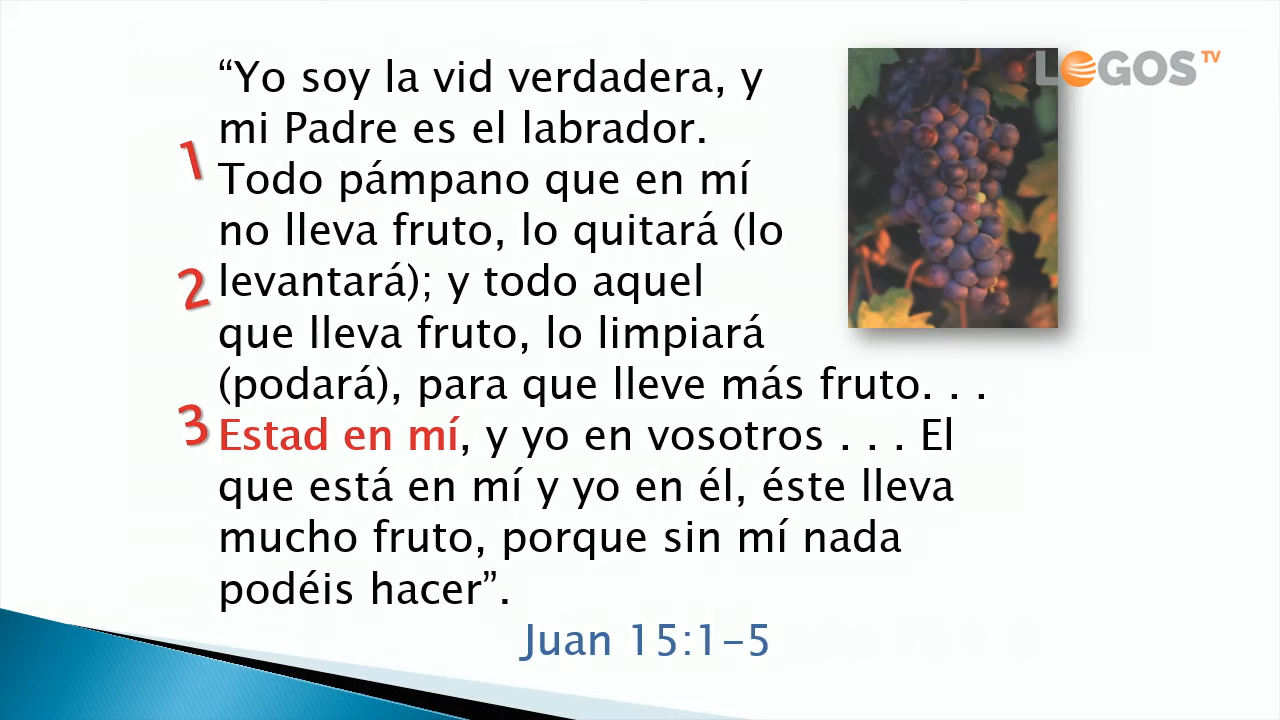 LOGOS TV
“Yo soy la vid verdadera, y
mi Padre es el labrador.
1
Todo pámpano que en mí
no lleva fruto, lo quitará (lo
2
levantará); y todo aquel
que lleva fruto, lo limpiará
(podará), para que lleve más fruto. . .
3
Estad en mí, y yo en vosotros . . . El
que está en mí y yo en él, éste lleva
mucho fruto, porque sin mí nada
podéis hacer”.
Juan 15:1-5